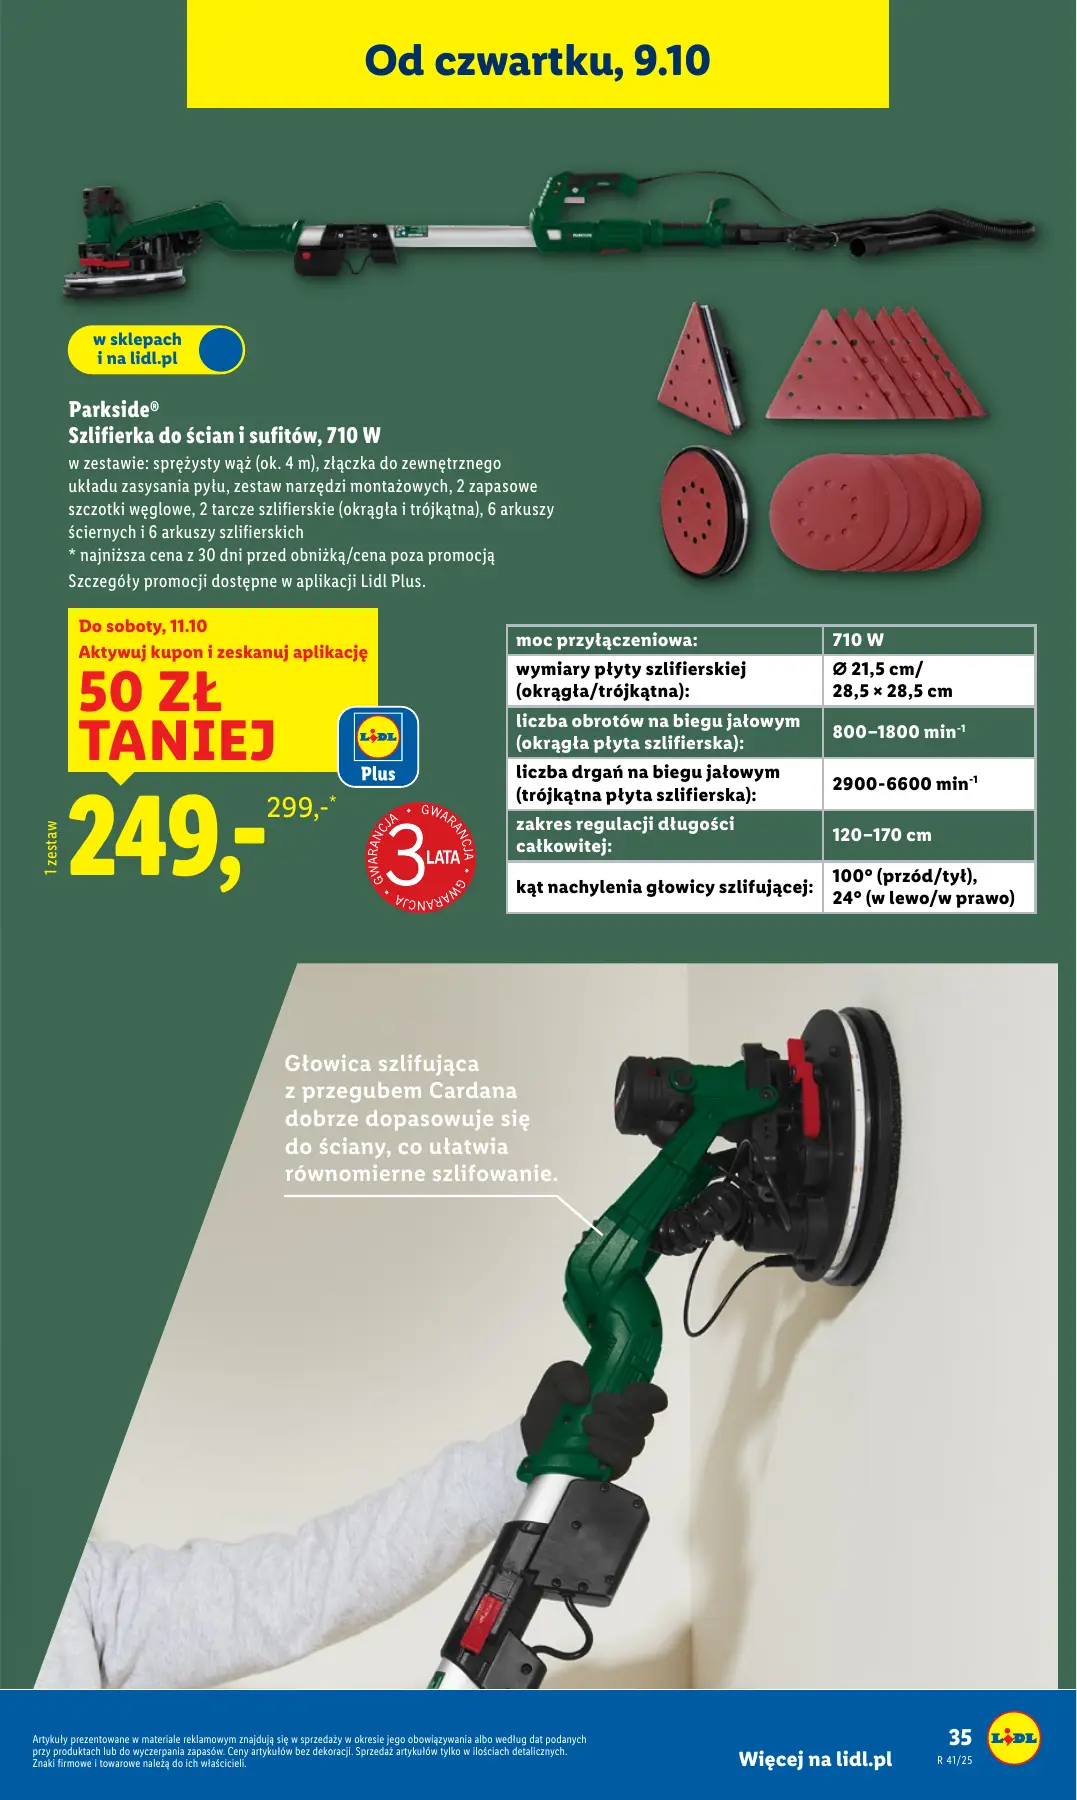 Od czwartku, 9.10
w sklepach
i na lidl.pl
Parkside®
Szlifierka do ścian i sufitów, 710 W
w zestawie: sprężysty wąż (ok. 4 m), złączka do zewnętrznego
układu zasysania pyłu, zestaw narzędzi montażowych, 2 zapasowe
szczotki węglowe, 2 tarcze szlifierskie (okrągła i trójkątna), 6 arkuszy
ściernych i 6 arkuszy szlifierskich
* najniższa cena z 30 dni przed obniżką/cena poza promocją
Szczegóły promocji dostępne w aplikacji Lidl Plus.
Do soboty, 11.10
Aktywuj kupon i zeskanuj aplikację
50 ZŁ
TANIEJ
LIDL
Plus
1 zestaw
249,-
299,-*
GWARANCJA • GWARANCJA • GWARANCJA •
3 LATA
moc przyłączeniowa: 710 W
wymiary płyty szlifierskiej Ø 21,5 cm/
(okrągła/trójkątna): 28,5 × 28,5 cm
liczba obrotów na biegu jałowym
(okrągła płyta szlifierska): 800–1800 min⁻¹
liczba drgań na biegu jałowym
(trójkątna płyta szlifierska): 2900-6600 min⁻¹
zakres regulacji długości
całkowitej: 120–170 cm
kąt nachylenia głowicy szlifującej: 100° (przód/tył),
24° (w lewo/w prawo)
Głowica szlifująca
z przegubem Cardana
dobrze dopasowuje się
do ściany, co ułatwia
równomierne szlifowanie.
Artykuły prezentowane w materiale reklamowym znajdują się w sprzedaży w okresie jego obowiązywania albo według dat podanych
przy produktach lub do wyczerpania zapasów. Ceny artykułów bez dekoracji. Sprzedaż artykułów tylko w ilościach detalicznych.
Znaki firmowe i towarowe należą do ich właścicieli.
Więcej na lidl.pl
35
R 41/25
LIDL